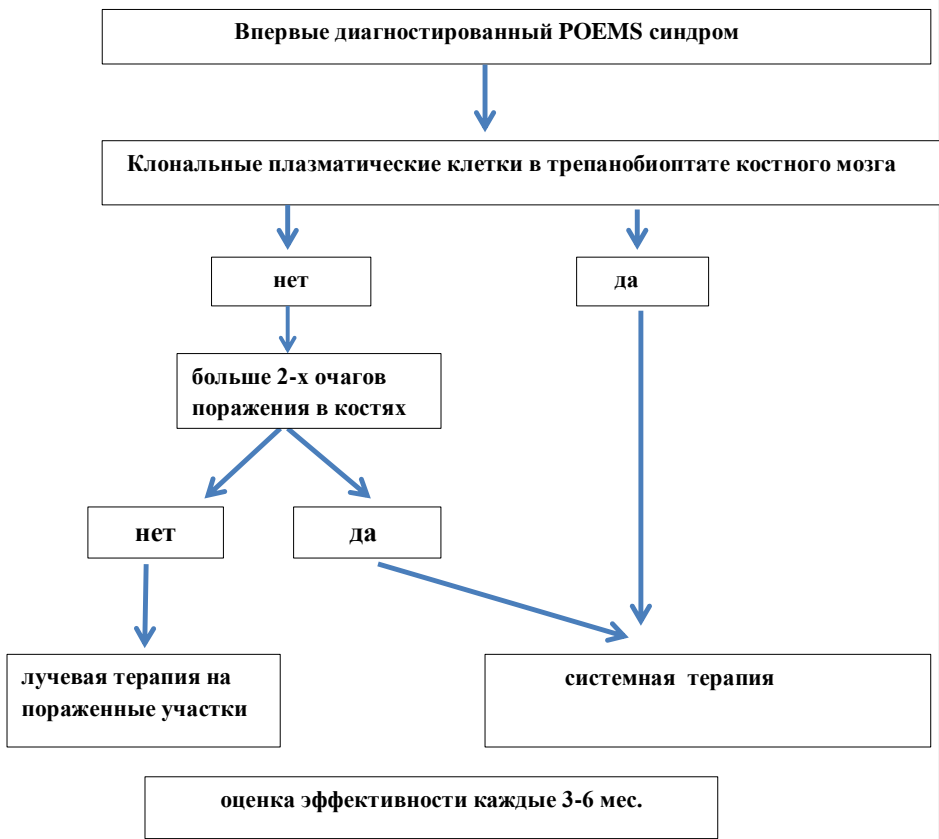 Впервые диагностированный POEMS синдром
Клональные плазматические клетки в трепанобиоптате костного мозга
нет
да
больше 2-х очагов
поражения в костях
нет
да
лучевая терапия на
пораженные участки
системная терапия
оценка эффективности каждые 3-6 мес.